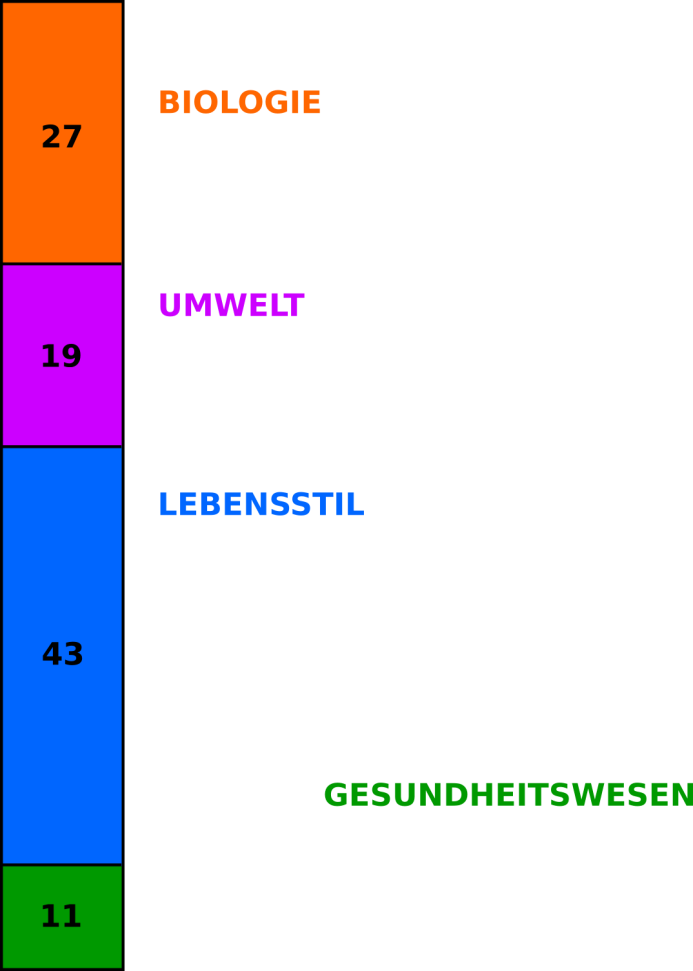 BIOLOGIE
27
UMWELT
19
LEBENSSTIL
43
GESUNDHEITSWESEN
11